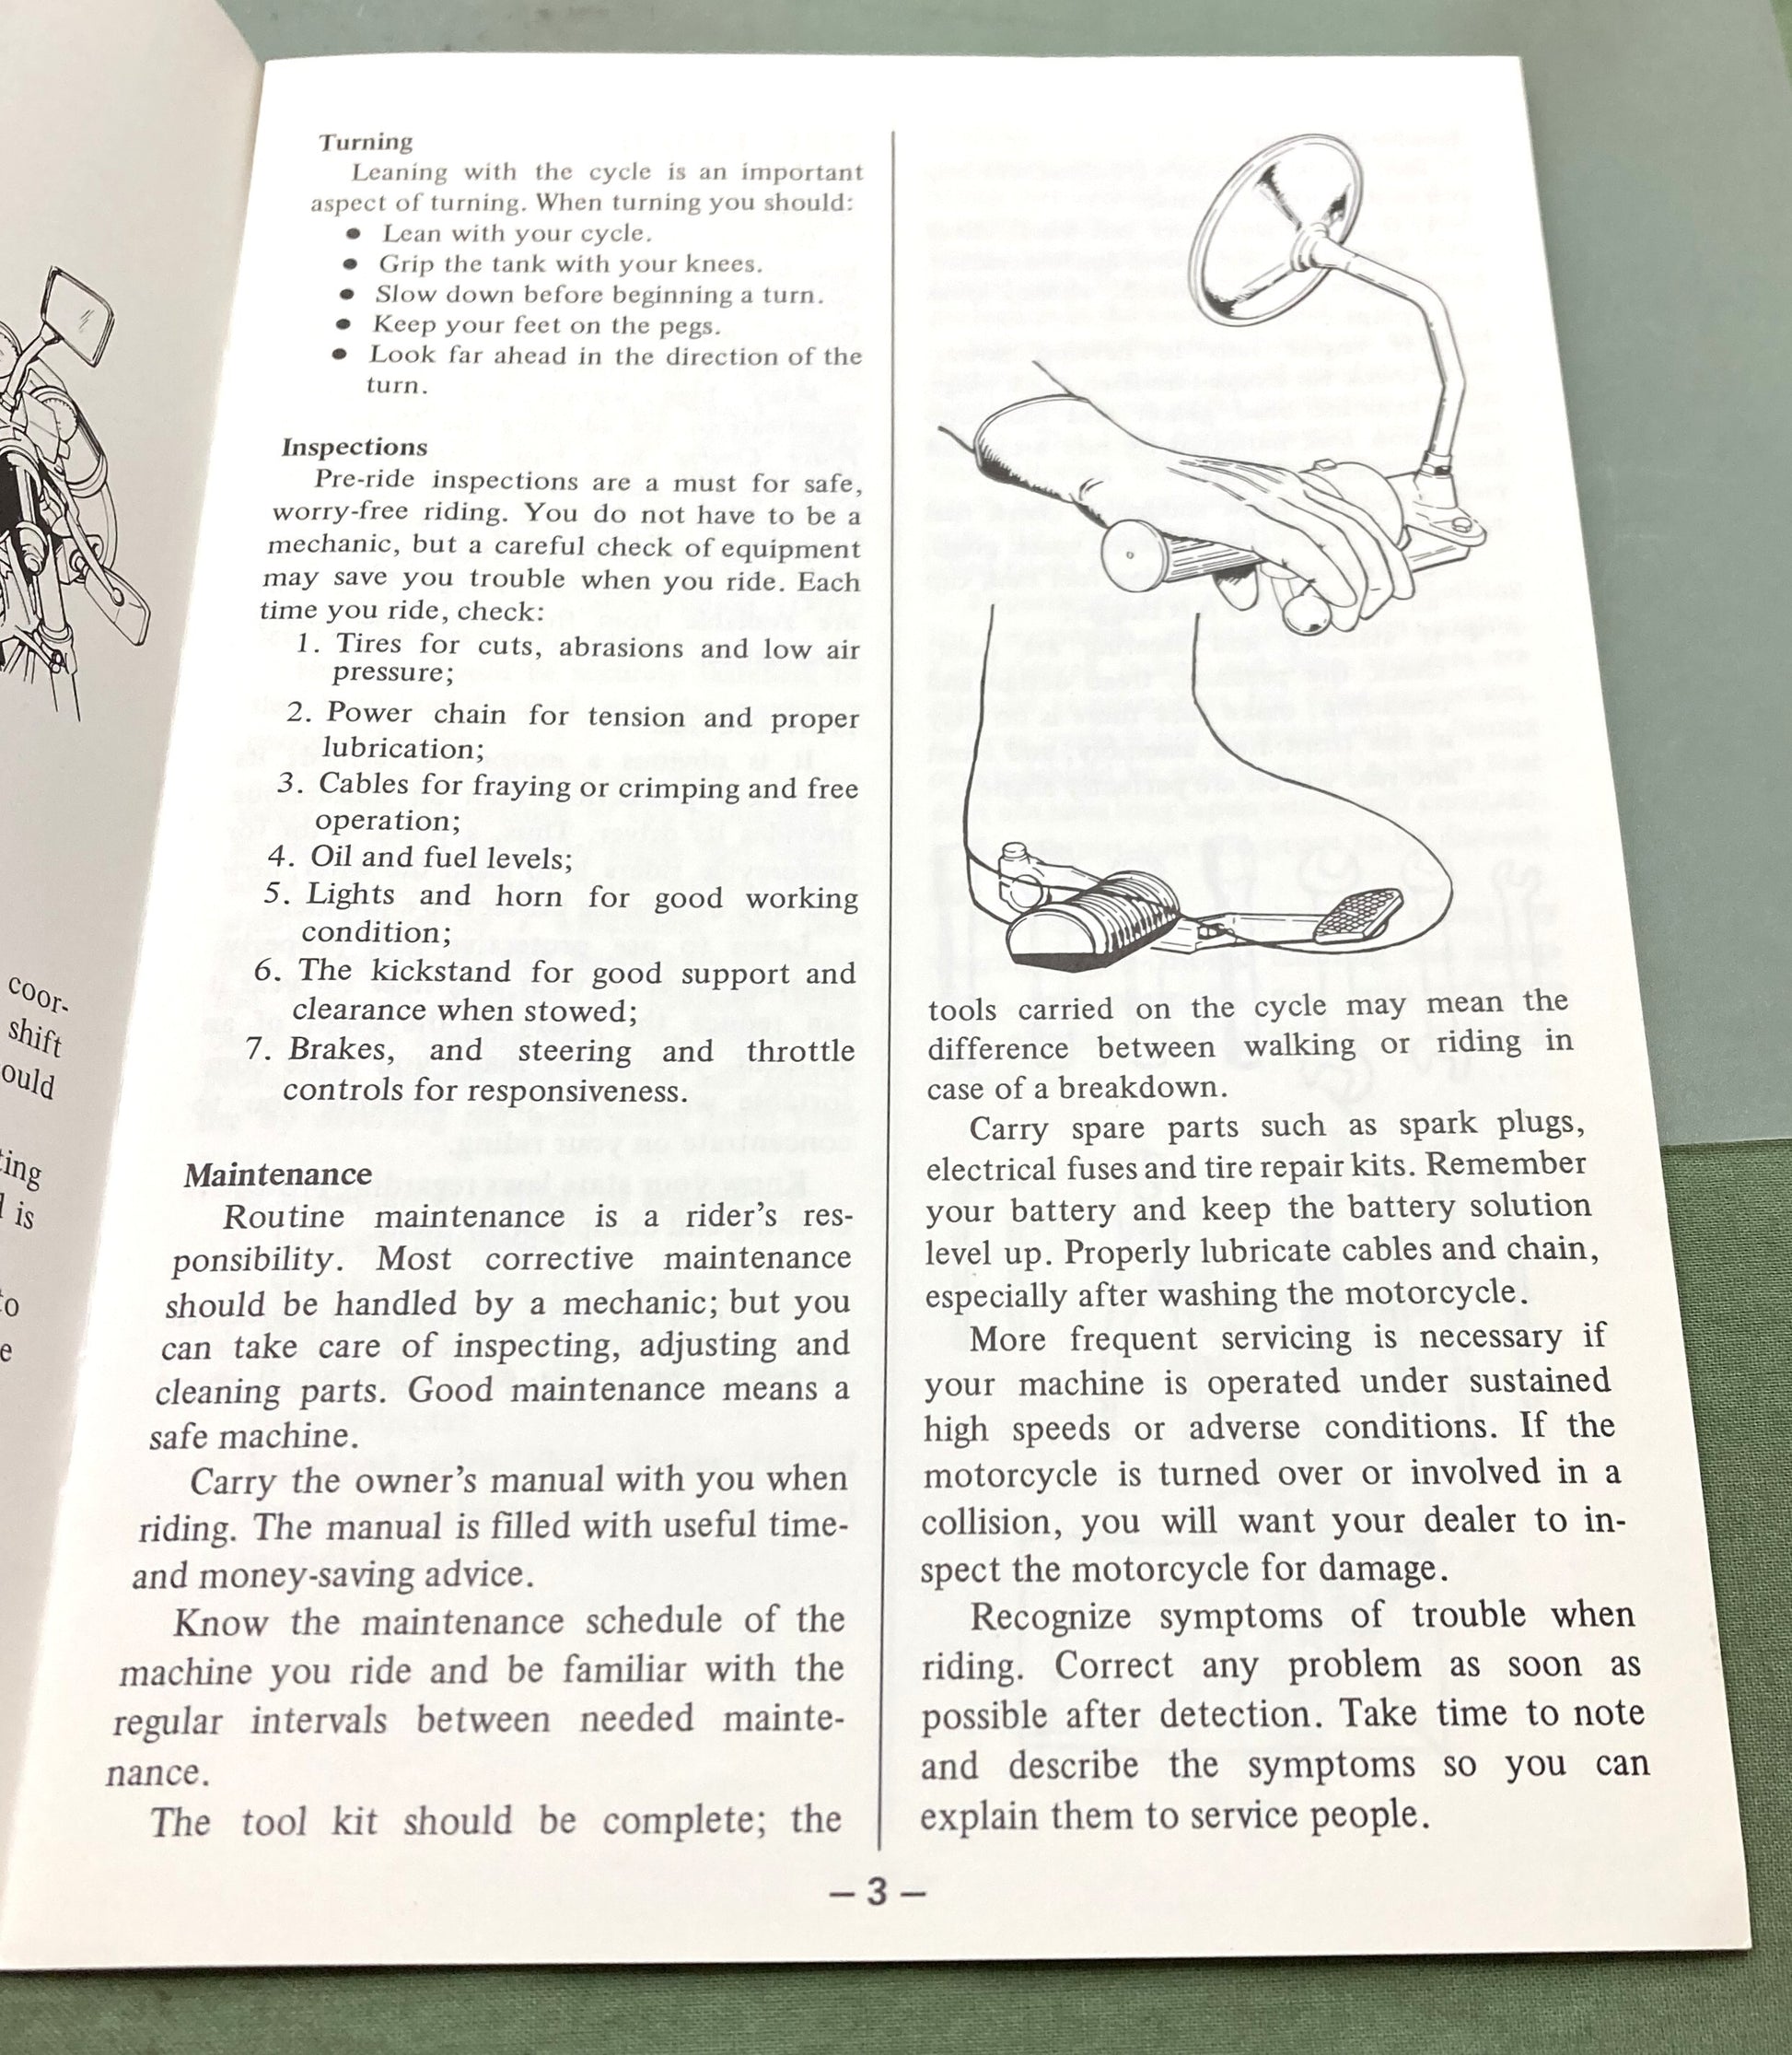 coor-
shift
ould
ing
is
to
e
Turning
Leaning with the cycle is an important
aspect of turning. When turning you should:
● Lean with your cycle.
● Grip the tank with your knees.
● Slow down before beginning a turn.
● Keep your feet on the pegs.
● Look far ahead in the direction of the
turn.
Inspections
Pre-ride inspections are a must for safe,
worry-free riding. You do not have to be a
mechanic, but a careful check of equipment
may save you trouble when you ride. Each
time you ride, check:
1. Tires for cuts, abrasions and low air
pressure;
2. Power chain for tension and proper
lubrication;
3. Cables for fraying or crimping and free
operation;
4. Oil and fuel levels;
5. Lights and horn for good working
condition;
6. The kickstand for good support and
clearance when stowed;
7. Brakes, and steering and throttle
controls for responsiveness.
Maintenance
Routine maintenance is a rider's res-
ponsibility. Most corrective maintenance
should be handled by a mechanic; but you
can take care of inspecting, adjusting and
cleaning parts. Good maintenance means a
safe machine.
Carry the owner's manual with you when
riding. The manual is filled with useful time-
and money-saving advice.
Know the maintenance schedule of the
machine you ride and be familiar with the
regular intervals between needed mainte-
nance.
The tool kit should be complete; the
tools carried on the cycle may mean the
difference between walking or riding in
case of a breakdown.
Carry spare parts such as spark plugs,
electrical fuses and tire repair kits. Remember
your battery and keep the battery solution
level up. Properly lubricate cables and chain,
especially after washing the motorcycle.
More frequent servicing is necessary if
your machine is operated under sustained
high speeds or adverse conditions. If the
motorcycle is turned over or involved in a
collision, you will want your dealer to in-
spect the motorcycle for damage.
Recognize symptoms of trouble when
riding. Correct any problem as soon as
possible after detection. Take time to note
and describe the symptoms so you can
explain them to service people.
— 3 —